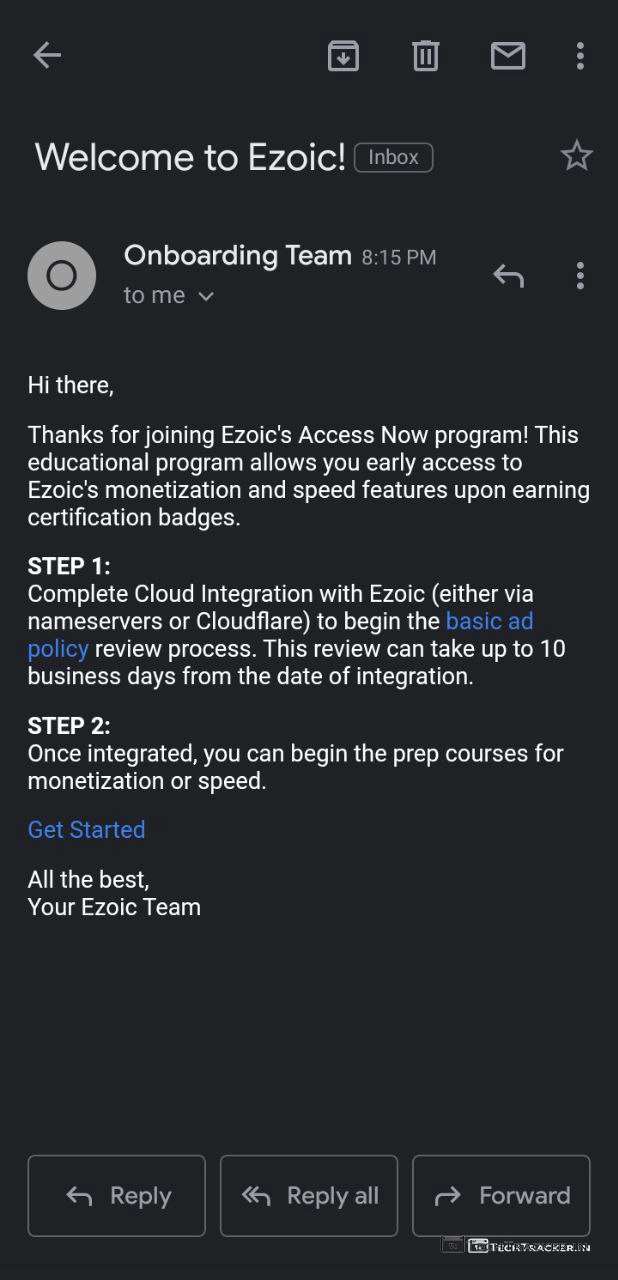 Welcome to Ezoic! Inbox
O
Onboarding Team 8:15 PM
to me
Hi there,
Thanks for joining Ezoic's Access Now program! This
educational program allows you early access to
Ezoic's monetization and speed features upon earning
certification badges.
STEP 1:
Complete Cloud Integration with Ezoic (either via
nameservers or Cloudflare) to begin the basic ad
policy review process. This review can take up to 10
business days from the date of integration.
STEP 2:
Once integrated, you can begin the prep courses for
monetization or speed.
Get Started
All the best,
Your Ezoic Team
Reply Reply all Forward